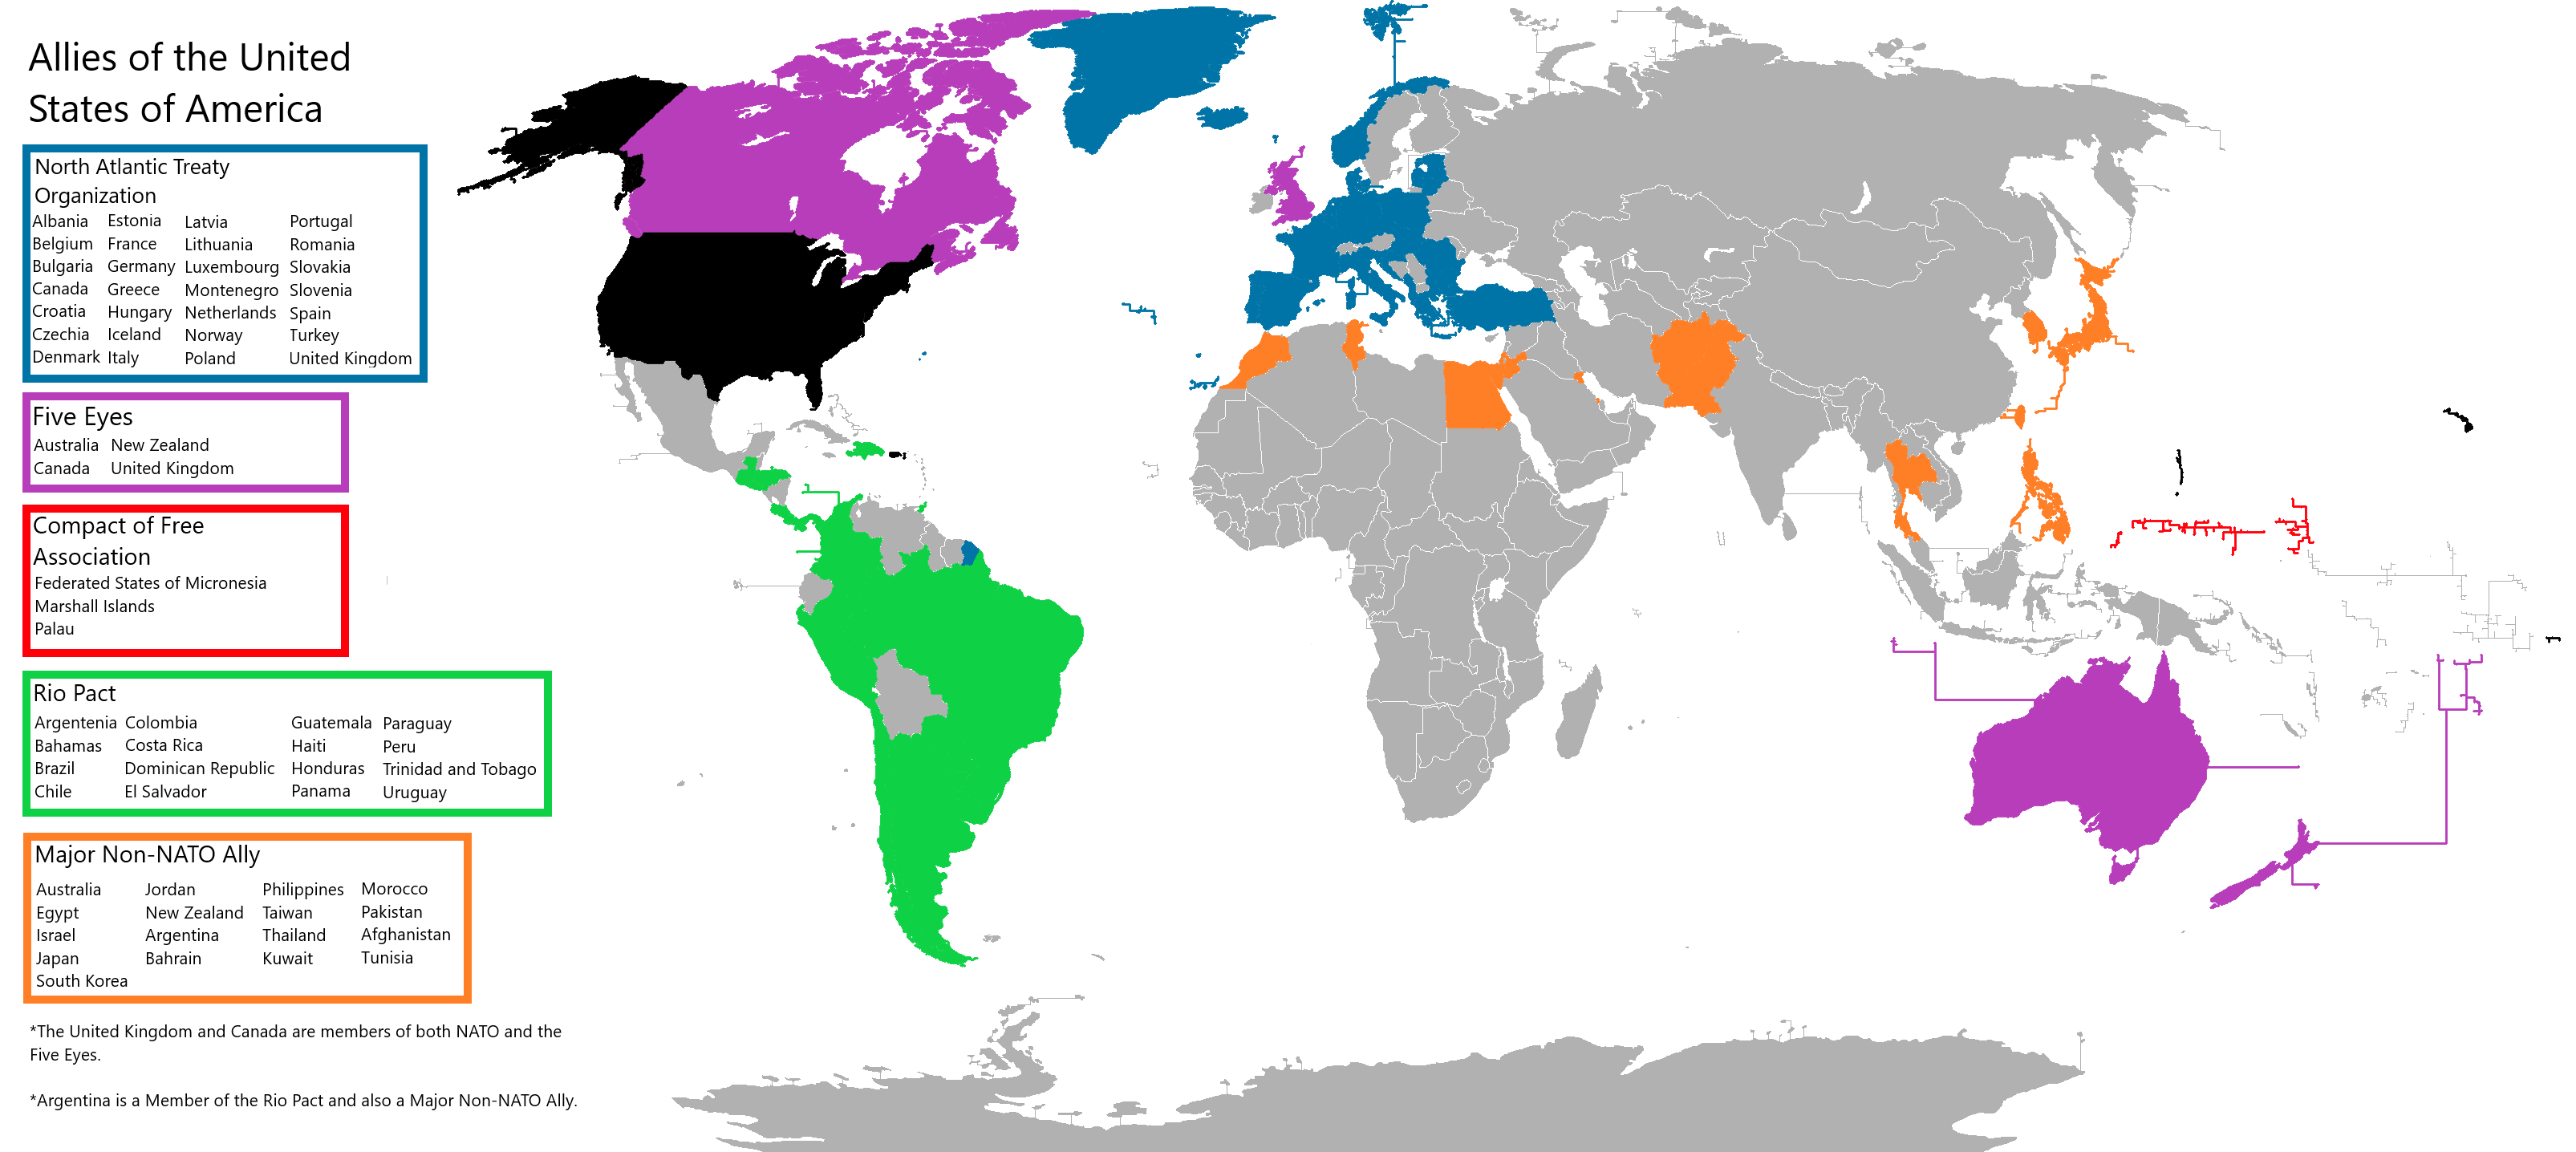 Allies of the United
States of America
North Atlantic Treaty
Organization
Albania Estonia Latvia Portugal
Belgium France Lithuania Romania
Bulgaria Germany Luxembourg Slovakia
Canada Greece Montenegro Slovenia
Croatia Hungary Netherlands Spain
Czechia Iceland Norway Turkey
Denmark Italy Poland United Kingdom
Five Eyes
Australia New Zealand
Canada United Kingdom
Compact of Free
Association
Federated States of Micronesia
Marshall Islands
Palau
Rio Pact
Argentenia Colombia Guatemala Paraguay
Bahamas Costa Rica Haiti Peru
Brazil Dominican Republic Honduras Trinidad and Tobago
Chile El Salvador Panama Uruguay
Major Non-NATO Ally
Australia Jordan Philippines Morocco
Egypt New Zealand Taiwan Pakistan
Israel Argentina Thailand Afghanistan
Japan Bahrain Kuwait Tunisia
South Korea
*The United Kingdom and Canada are members of both NATO and the
Five Eyes.
*Argentina is a Member of the Rio Pact and also a Major Non-NATO Ally.